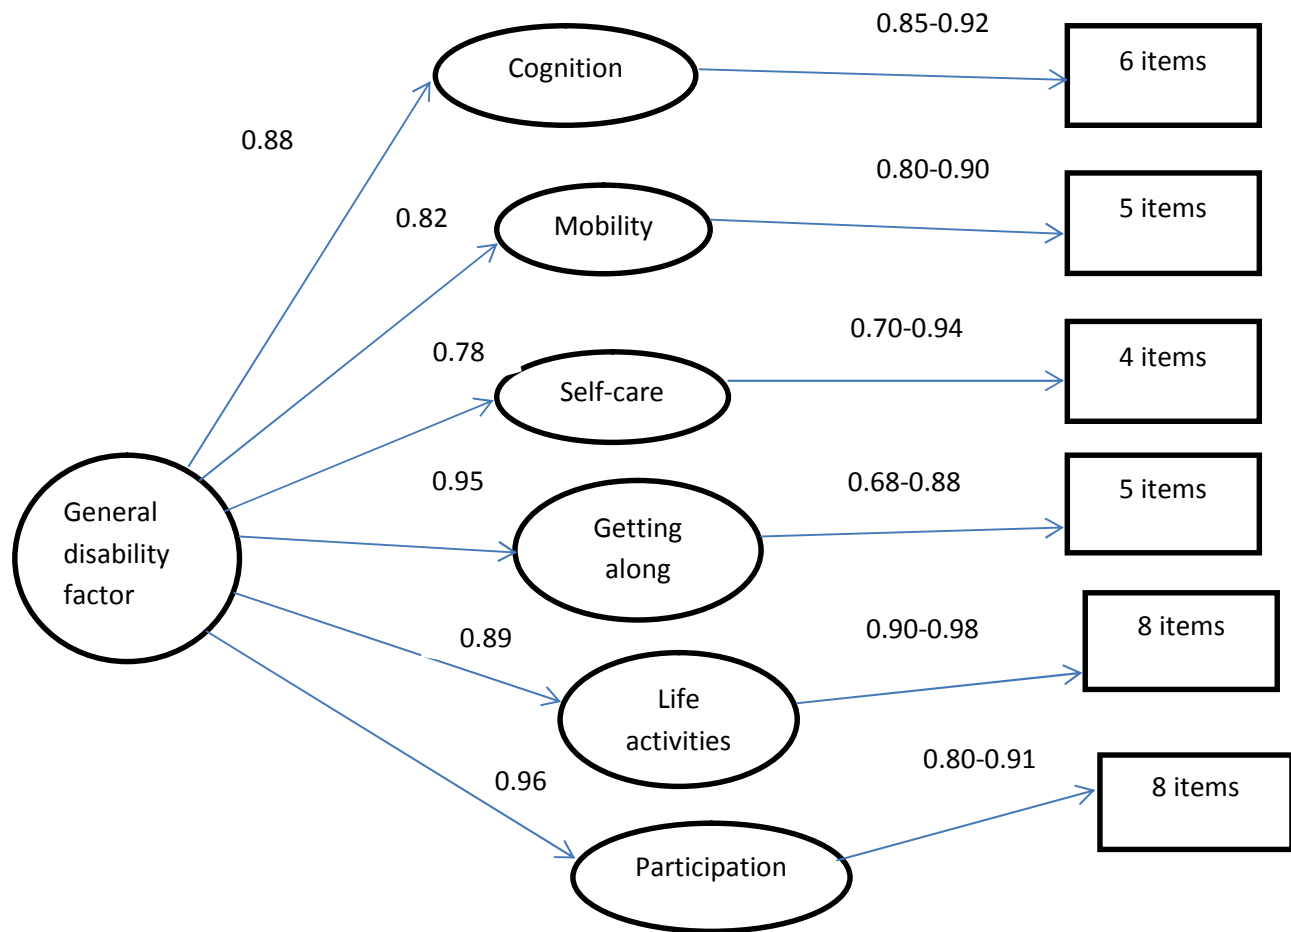 0.85-0.92
Cognition
6 items
0.88
0.80-0.90
0.82
Mobility
5 items
0.70-0.94
0.78
Self-care
4 items
0.95
0.68-0.88
5 items
General
disability
factor
Getting
along
0.89
0.90-0.98
8 items
Life
activities
0.96
0.80-0.91
8 items
Participation